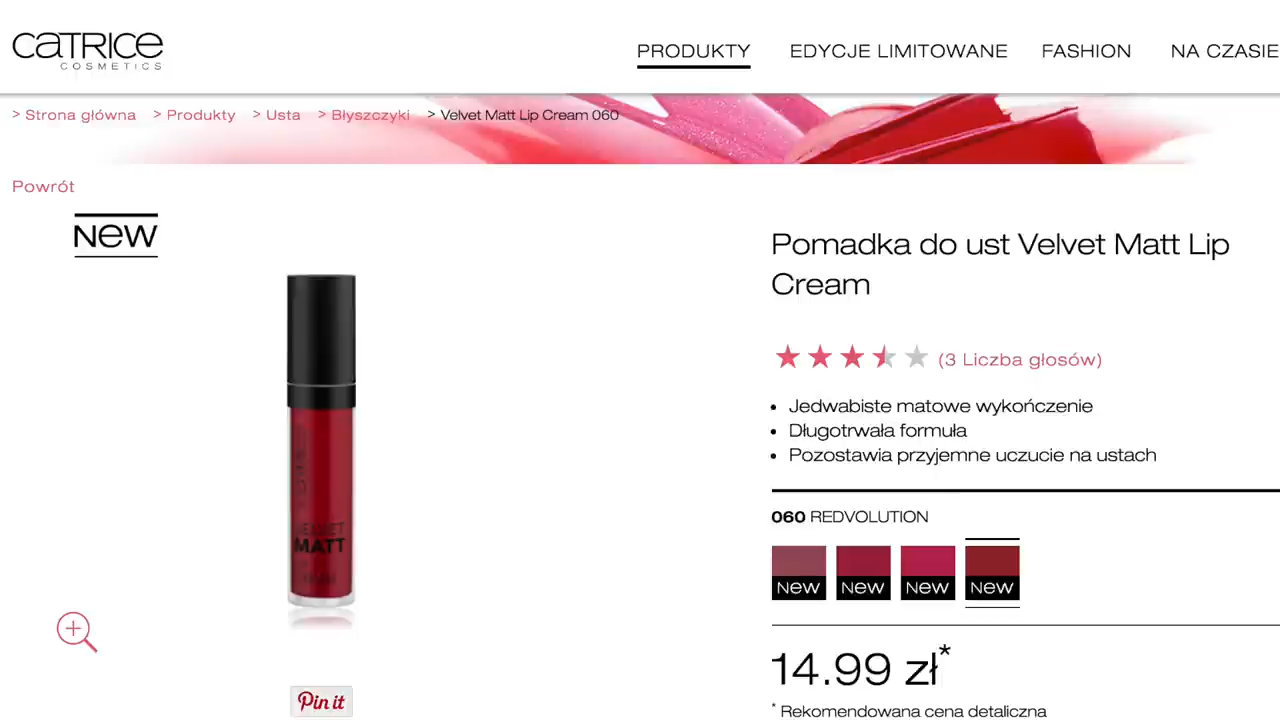 CATRICE
COSMETICS
PRODUKTY EDYCJE LIMITOWANE FASHION NA CZASIE
> Strona główna > Produkty > Usta > Błyszczyki > Velvet Matt Lip Cream 060
Powrót
NEW
Pomadka do ust Velvet Matt Lip
Cream
(3 Liczba głosów)
Jedwabiste matowe wykończenie
Długotrwała formuła
Pozostawia przyjemne uczucie na ustach
060 REDVOLUTION
NEW NEW NEW NEW
VELVET
MATT
14.99 zł*
* Rekomendowana cena detaliczna
Pin it